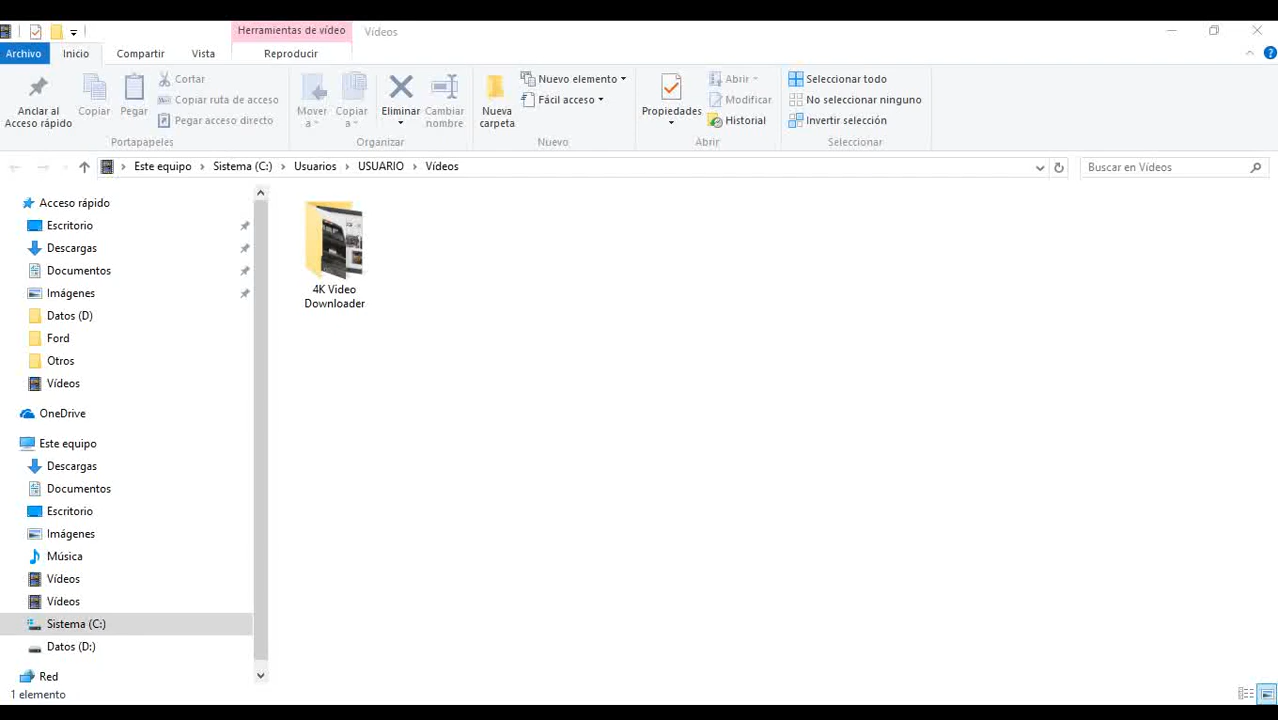 Herramientas de vídeo Vídeos
Archivo Inicio Compartir Vista Reproducir
Anclar al
Acceso rápido
Copiar
Pegar
Cortar
Copiar ruta de acceso
Pegar acceso directo
Portapapeles
Mover
a
Copiar
a
Eliminar
Cambiar
nombre
Organizar
Nueva
carpeta
Nuevo elemento
Fácil acceso
Nuevo
Propiedades
Abrir
Modificar
Historial
Abrir
Seleccionar todo
No seleccionar ninguno
Invertir selección
Seleccionar
Este equipo Sistema (C:) Usuarios USUARIO Vídeos Buscar en Vídeos
Acceso rápido
Escritorio
Descargas
Documentos
Imágenes
Datos (D)
Ford
Otros
Vídeos
OneDrive
Este equipo
Descargas
Documentos
Escritorio
Imágenes
Música
Vídeos
Vídeos
Sistema (C:)
Datos (D:)
Red
4K Video
Downloader
1 elemento